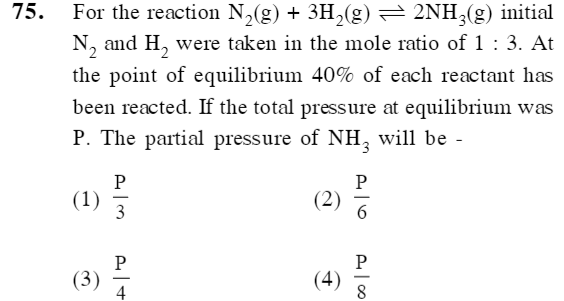 75. For the reaction N₂(g) + 3H₂(g) ⇌ 2NH₃(g) initial
N₂ and H₂ were taken in the mole ratio of 1 : 3. At
the point of equilibrium 40% of each reactant has
been reacted. If the total pressure at equilibrium was
P. The partial pressure of NH₃ will be -
(1) P/3 (2) P/6
(3) P/4 (4) P/8